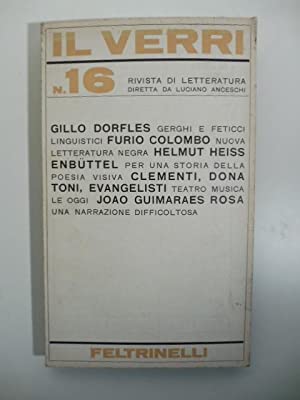 IL VERRI
N.16
RIVISTA DI LETTERATURA
DIRETTA DA LUCIANO ANCESCHI
GILLO DORFLES GERGHI E FETICCI
LINGUISTICI FURIO COLOMBO NUOVA
LETTERATURA NEGRA HELMUT HEISS
ENBÜTTEL PER UNA STORIA DELLA
POESIA VISIVA CLEMENTI, DONA
TONI, EVANGELISTI TEATRO MUSICA
LE OGGI JOAO GUIMARAES ROSA
UNA NARRAZIONE DIFFICOLTOSA
FELTRINELLI